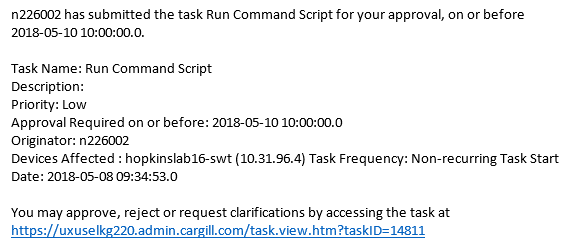 n226002 has submitted the task Run Command Script for your approval, on or before
2018-05-10 10:00:00.0.
Task Name: Run Command Script
Description:
Priority: Low
Approval Required on or before: 2018-05-10 10:00:00.0
Originator: n226002
Devices Affected : hopkinslab16-swt (10.31.96.4) Task Frequency: Non-recurring Task Start
Date: 2018-05-08 09:34:53.0
You may approve, reject or request clarifications by accessing the task at
https://uxuselkg220.admin.cargill.com/task.view.htm?taskID=14811